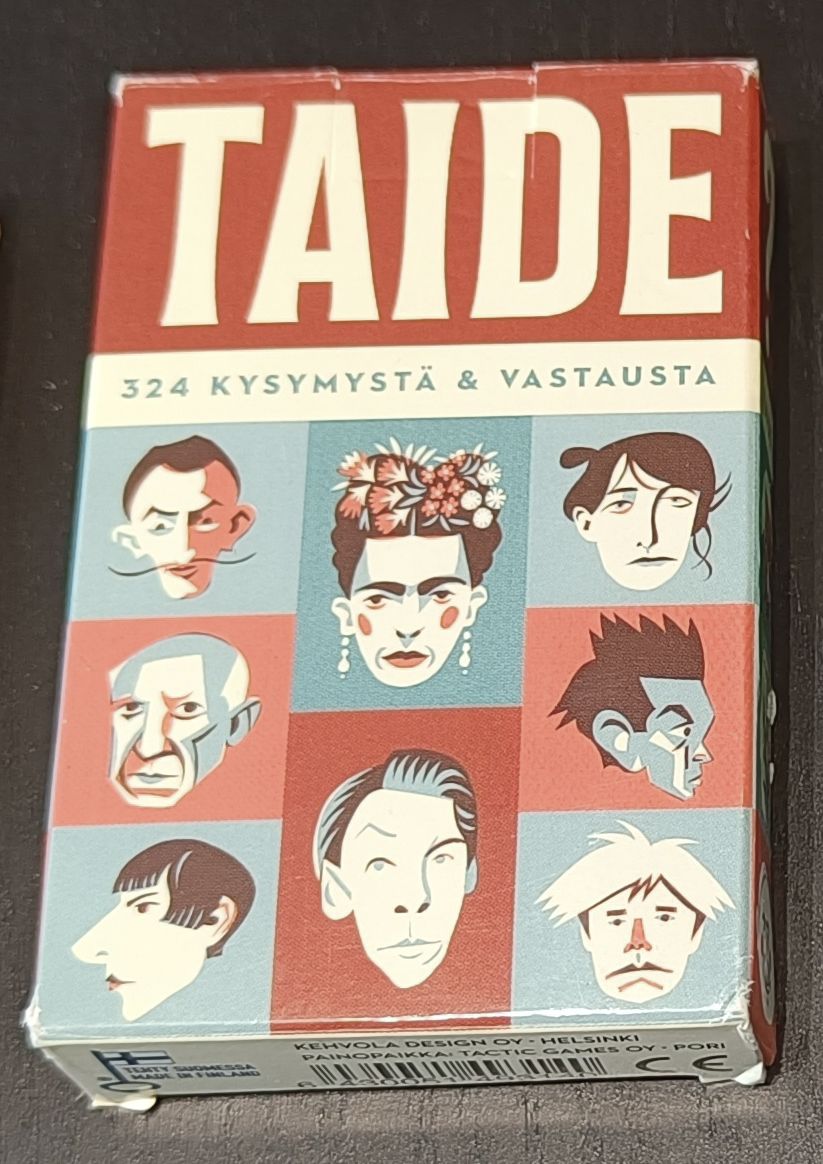 TAIDE
324 KYSYMYSTÄ & VASTAUSTA
KEHVOLA DESIGN OY · HELSINKI
PAINOPAIKKA: TACTIC GAMES OY · PORI
TEHTY SUOMESSA
MADE IN FINLAND
CE